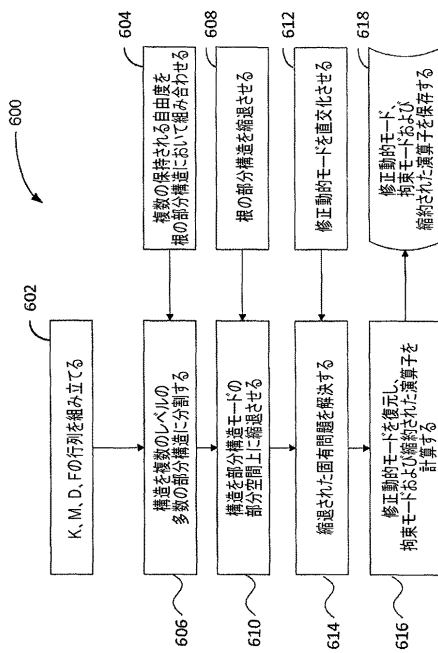 600
602
K、M、D、Fの行列を組み立てる
604
複数の保持される自由度を
根の部分構造において組み合わせる
606
構造を複数のレベルの
多数の部分構造に分割する
608
根の部分構造を縮退させる
610
構造を部分構造モードの
部分空間上に縮退させる
612
修正動的モードを直交化させる
614
縮退された固有問題を解決する
616
修正動的モードを復元し、
拘束モードおよび縮約された演算子を
計算する
618
修正動的モード、
拘束モードおよび
縮約された演算子を保存する